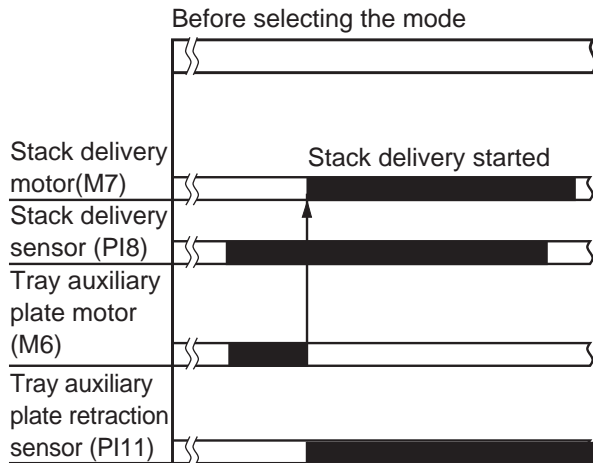 Before selecting the mode
Stack delivery
motor(M7)
Stack delivery started
Stack delivery
sensor (PI8)
Tray auxiliary
plate motor
(M6)
Tray auxiliary
plate retraction
sensor (PI11)